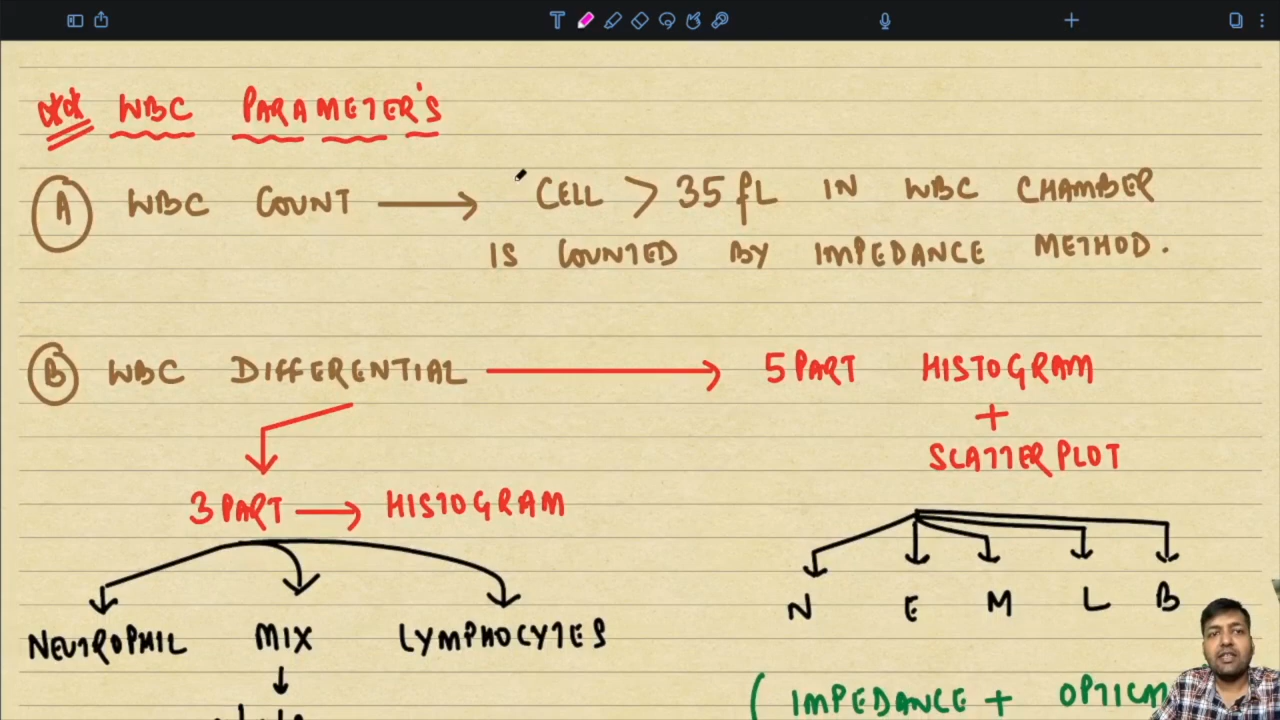 ** WBC PARAMETER'S
A WBC COUNT → CELL > 35 fL IN WBC CHAMBER
IS COUNTED BY IMPEDANCE METHOD.
B WBC DIFFERENTIAL → 5 PART HISTOGRAM
+
SCATTER PLOT
3 PART → HISTOGRAM
N E M L B
NEUTROPHIL MIX LYMPHOCYTES
( IMPEDANCE +